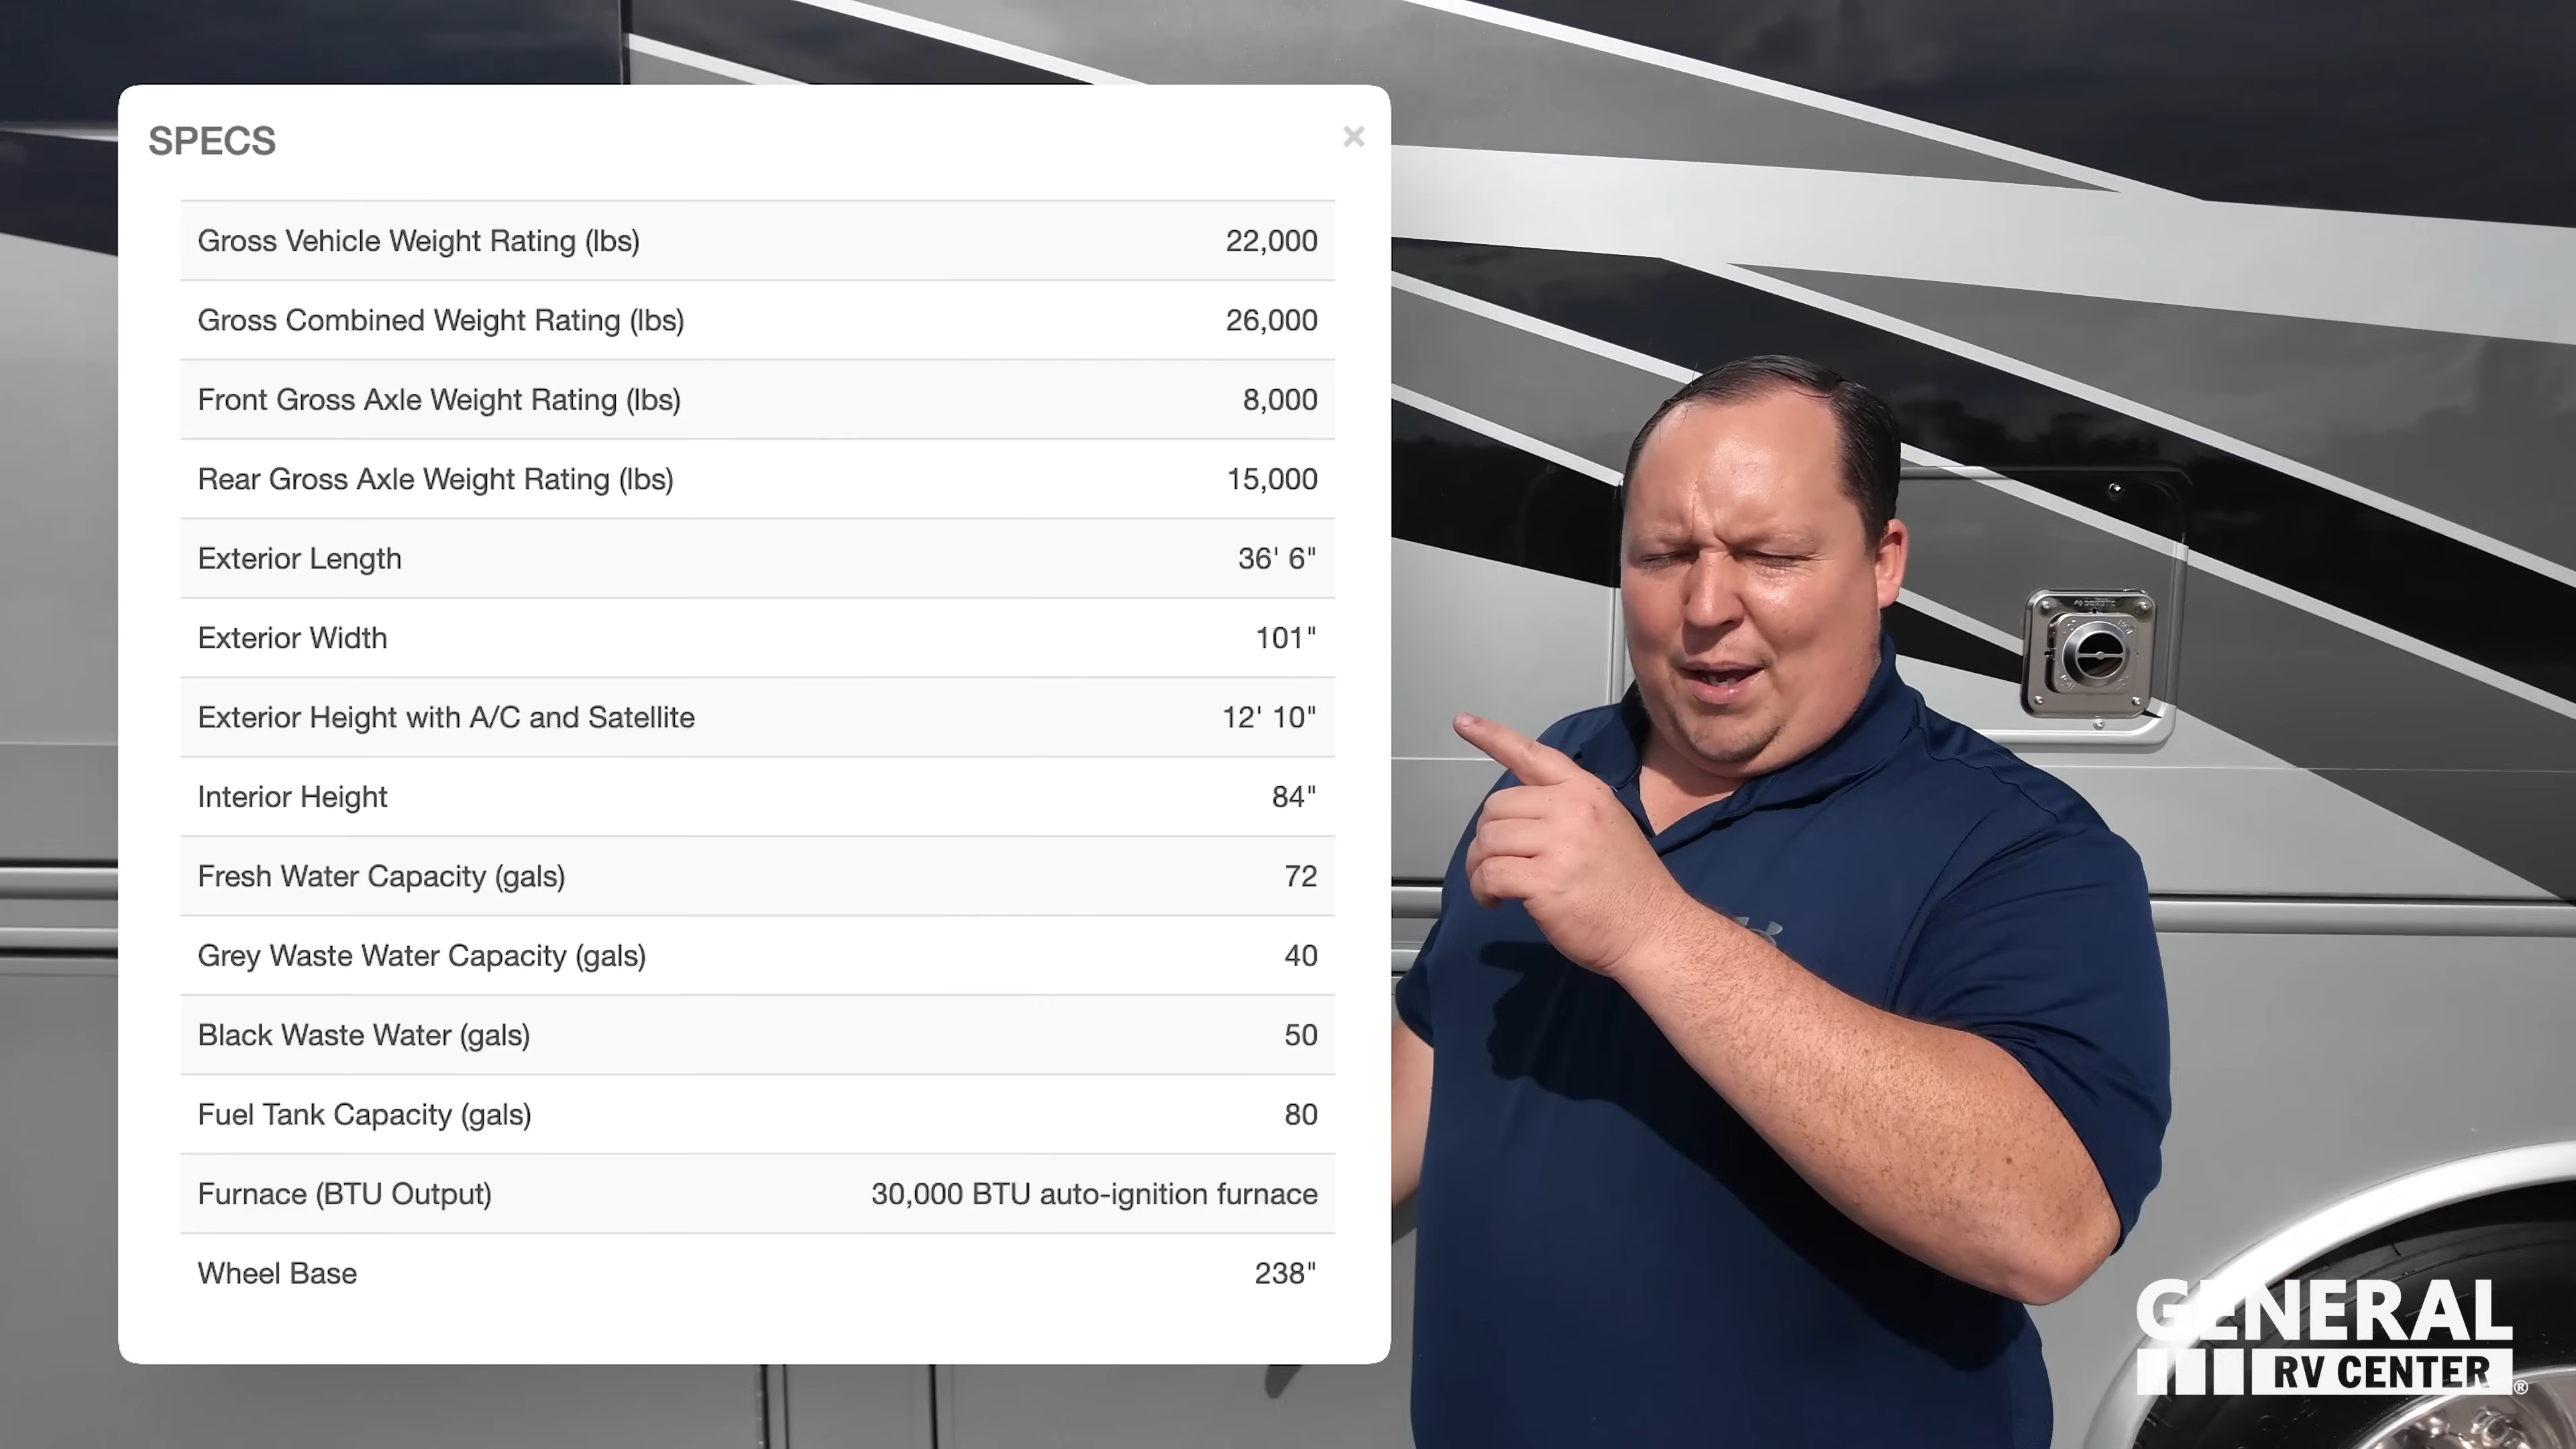 SPECS
Gross Vehicle Weight Rating (lbs) 22,000
Gross Combined Weight Rating (lbs) 26,000
Front Gross Axle Weight Rating (lbs) 8,000
Rear Gross Axle Weight Rating (lbs) 15,000
Exterior Length 36' 6"
Exterior Width 101"
Exterior Height with A/C and Satellite 12' 10"
Interior Height 84"
Fresh Water Capacity (gals) 72
Grey Waste Water Capacity (gals) 40
Black Waste Water (gals) 50
Fuel Tank Capacity (gals) 80
Furnace (BTU Output) 30,000 BTU auto-ignition furnace
Wheel Base 238"
GENERAL
RV CENTER®